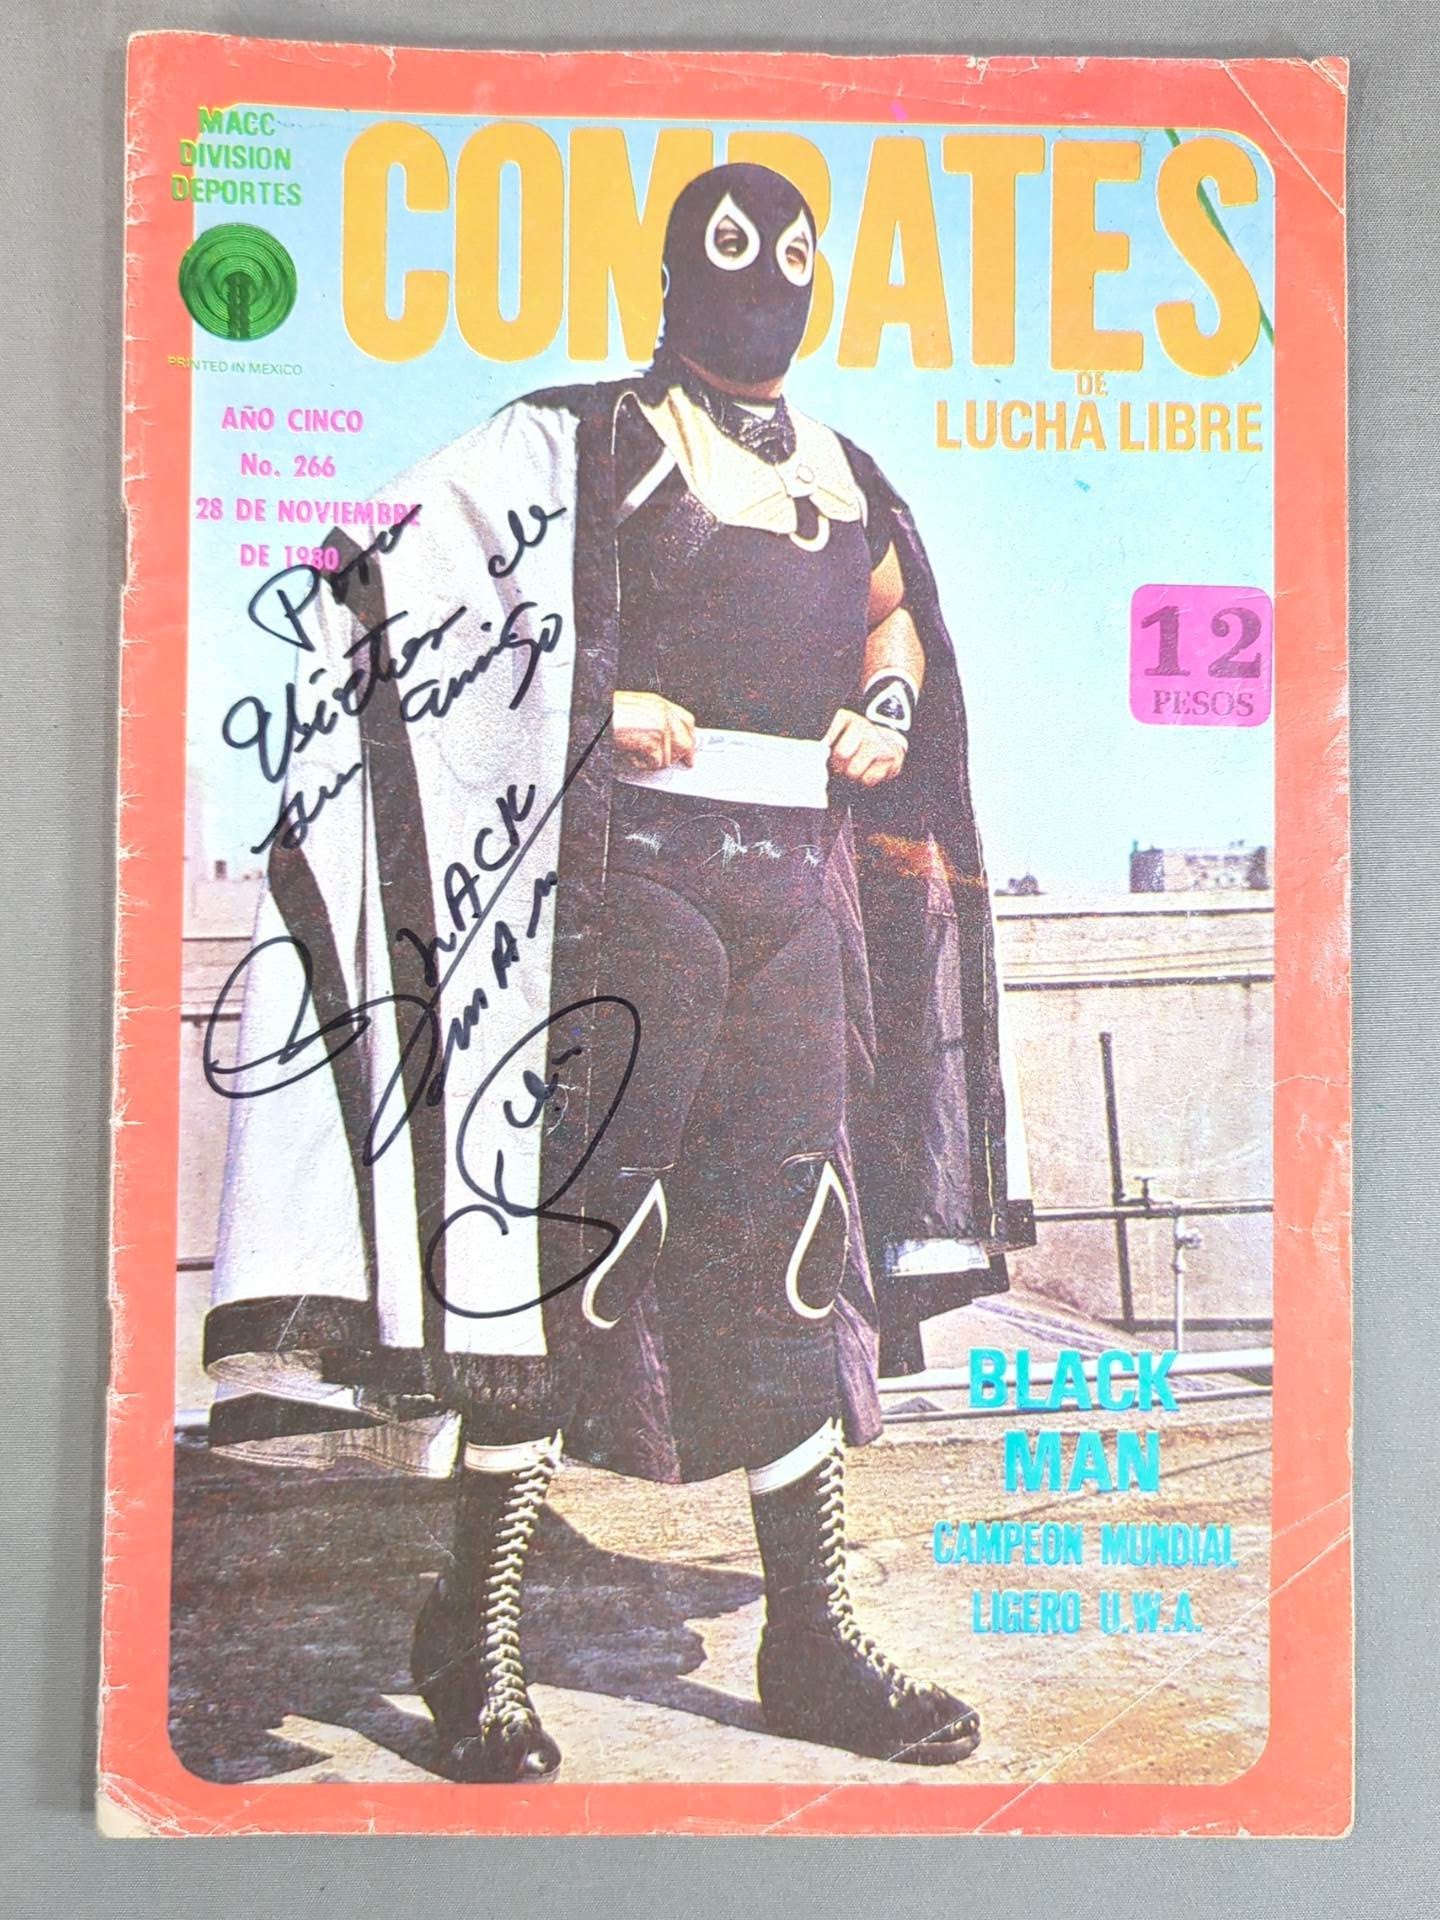 MACC
DIVISION
DEPORTES
COMBATES
DE
LUCHA LIBRE
PRINTED IN MEXICO
AÑO CINCO
No. 266
28 DE NOVIEMBRE
DE 1980
12
PESOS
Para
Victor de
su amigo
BLACK
MAN
BLACK
MAN
CAMPEON MUNDIAL
LIGERO U.W.A.